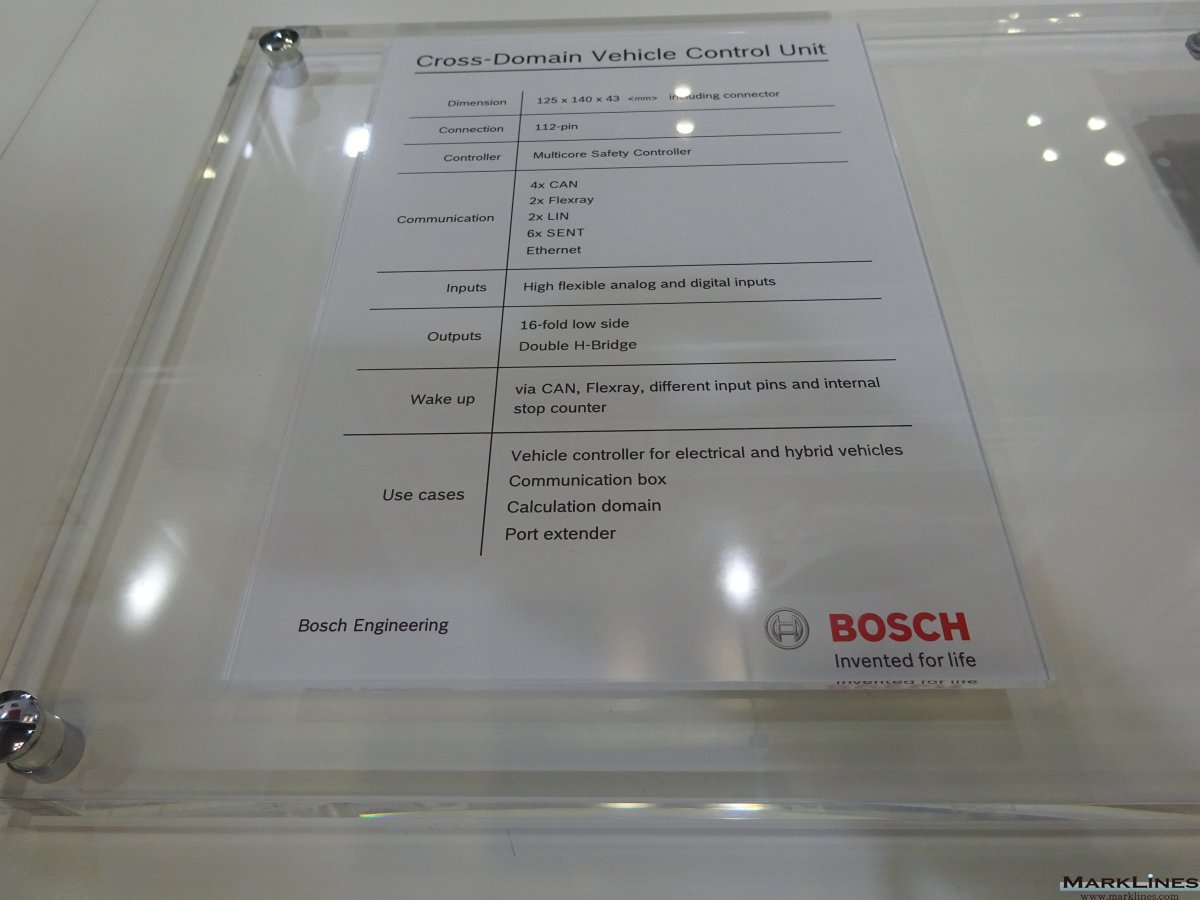 Cross-Domain Vehicle Control Unit
Dimension 125 x 140 x 43 <mm> including connector
Connection 112-pin
Controller Multicore Safety Controller
Communication
4x CAN
2x Flexray
2x LIN
6x SENT
Ethernet
Inputs High flexible analog and digital inputs
Outputs
16-fold low side
Double H-Bridge
Wake up
via CAN, Flexray, different input pins and internal
stop counter
Use cases
Vehicle controller for electrical and hybrid vehicles
Communication box
Calculation domain
Port extender
Bosch Engineering
BOSCH
Invented for life
Invented for life
MARKLINES
www.marklines.com